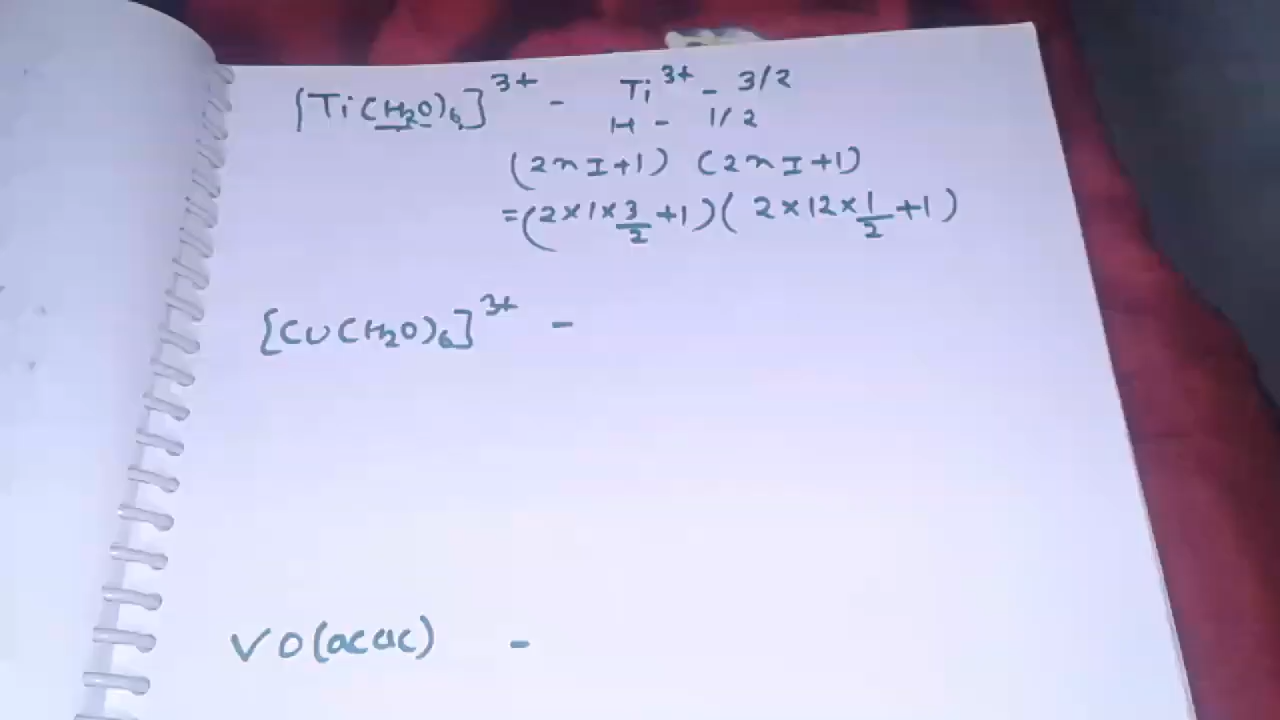 [Ti(H₂O)₆]³⁺ - Ti³⁺ - 3/2
H - 1/2
(2nI+1) (2nI+1)
=(2×1×3/2+1)(2×12×1/2+1)
[Cu(H₂O)₆]³⁺ -
VO(acac) -